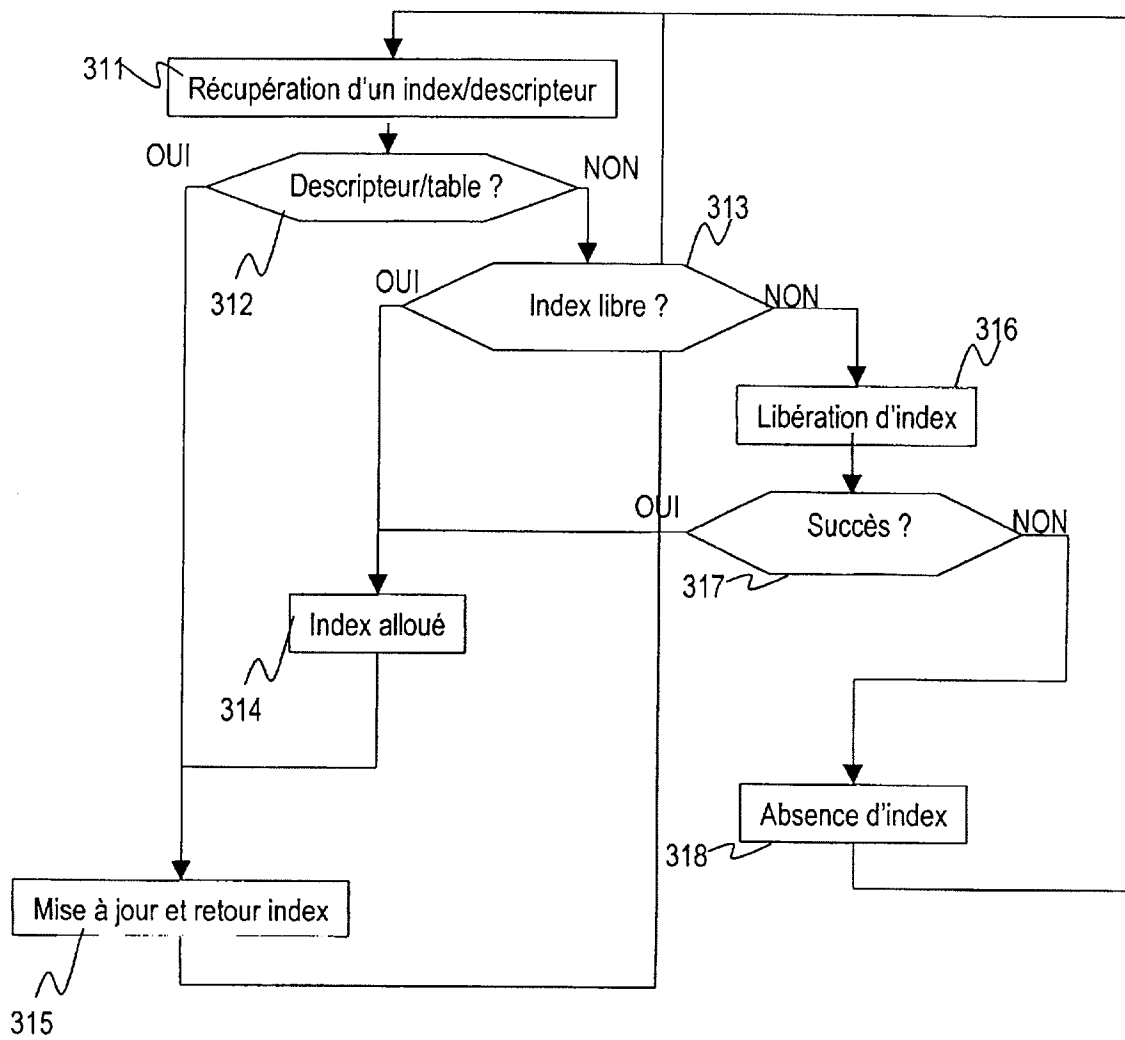 311
Récupération d'un index/descripteur
OUI
Descripteur/table ?
NON
312
313
OUI
Index libre ?
NON
316
Libération d'index
OUI
Succès ?
NON
317
Index alloué
314
Absence d'index
318
Mise à jour et retour index
315